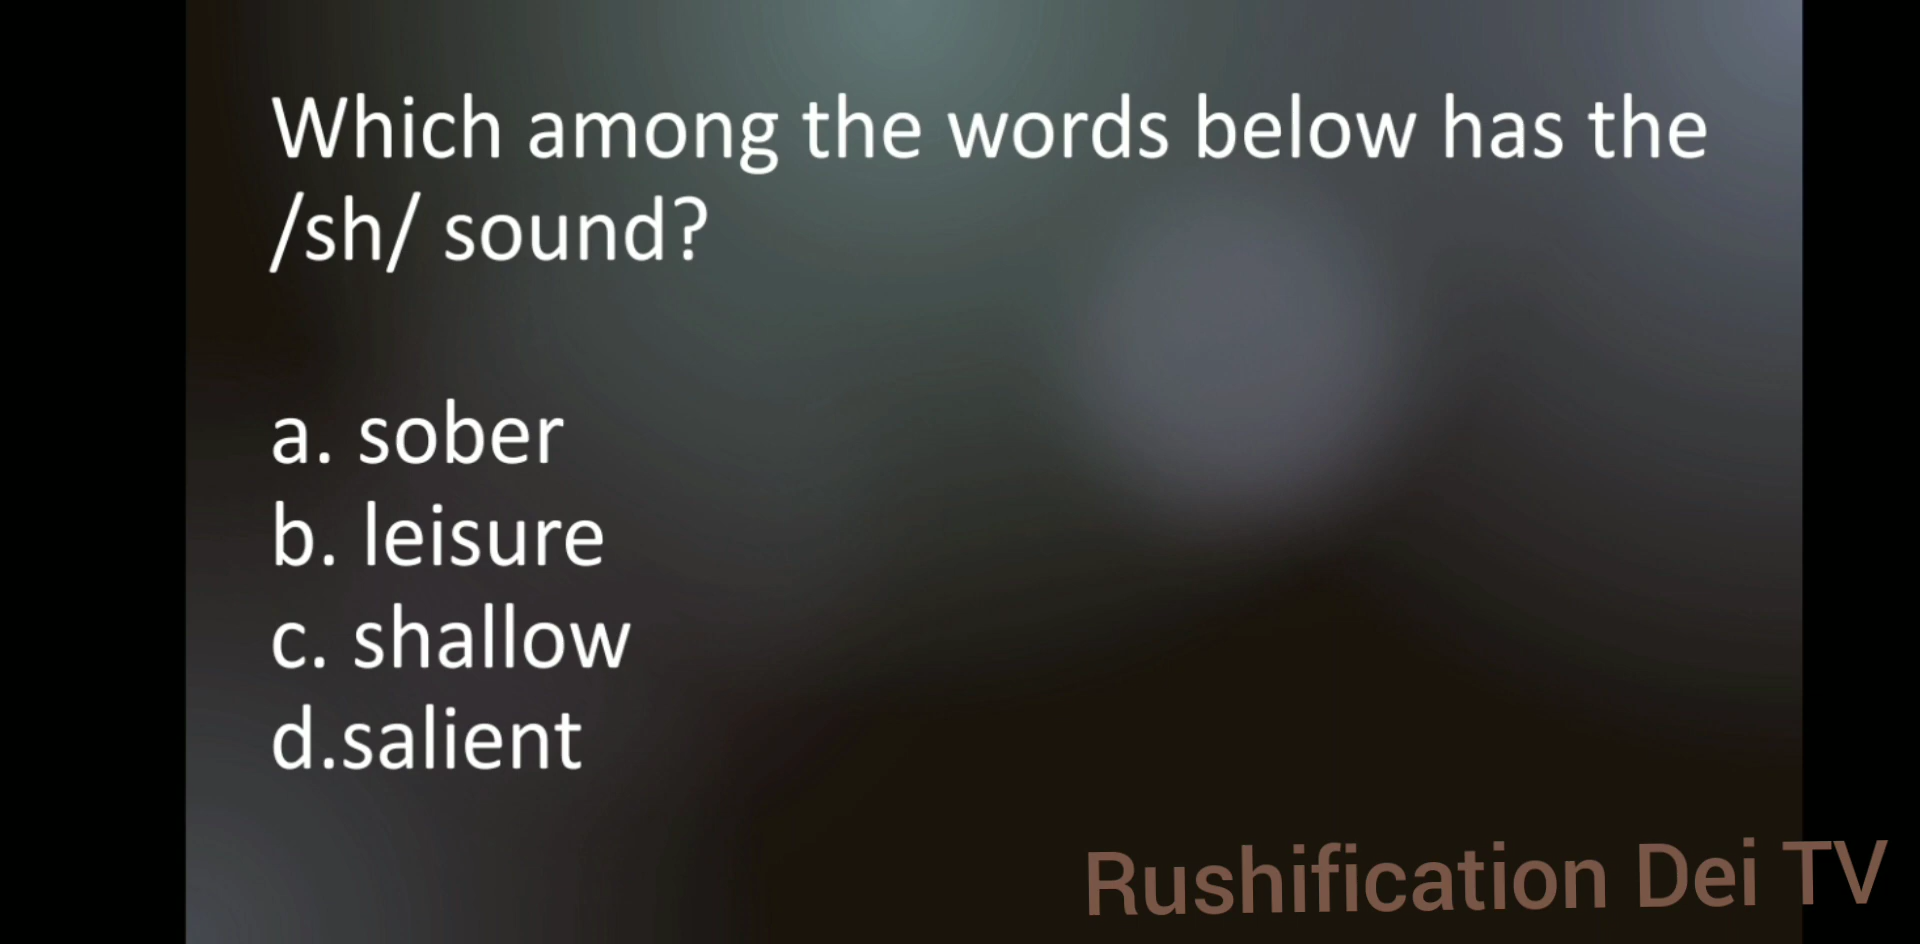 Which among the words below has the
/sh/ sound?
a. sober
b. leisure
c. shallow
d.salient
Rushification Dei TV